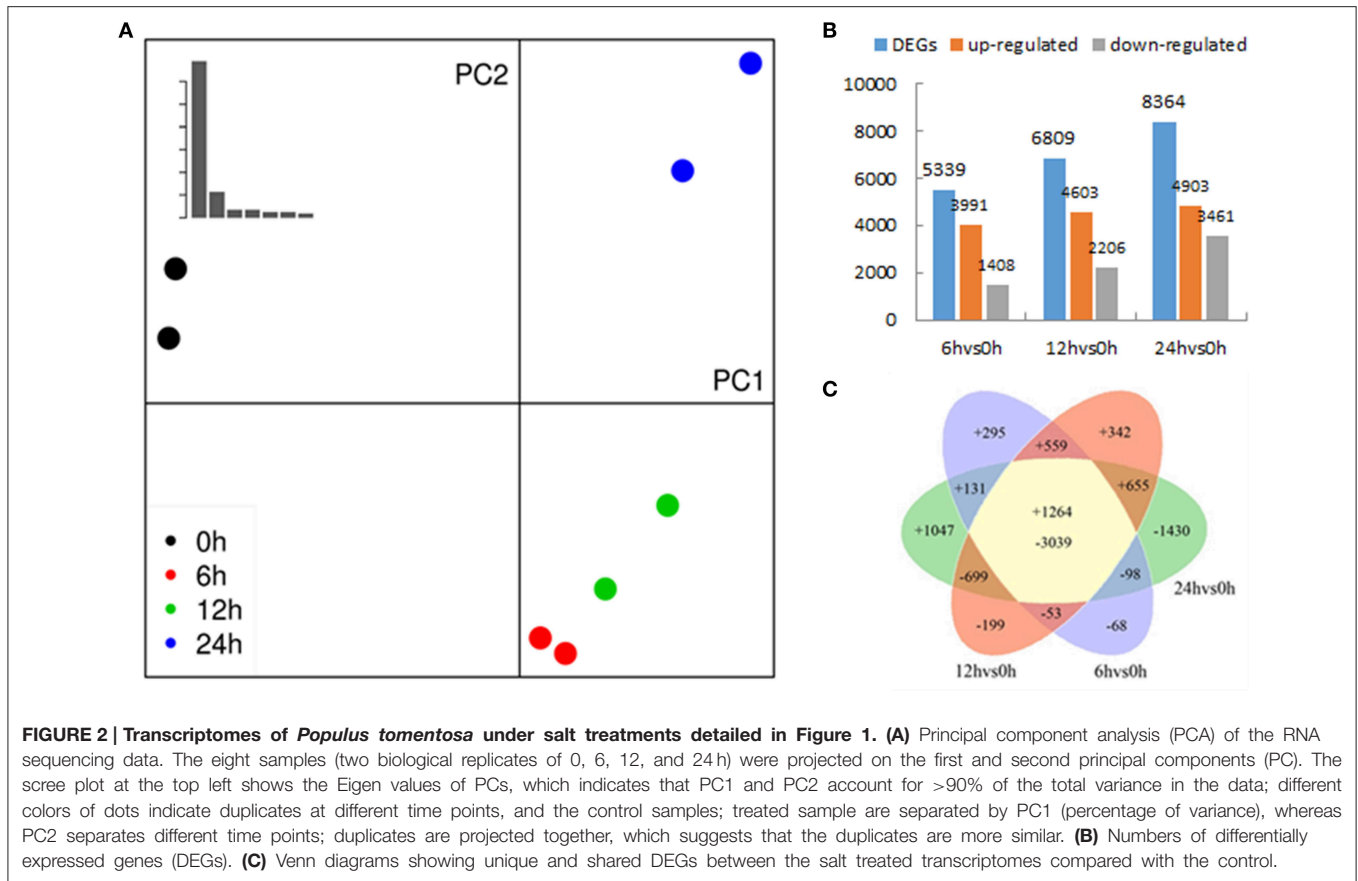 A
PC2
PC1
0h
6h
12h
24h
B
DEGs up-regulated down-regulated
10000
8000
6000
4000
2000
0
5339
3991
1408
6809
4603
2206
8364
4903
3461
6hvs0h 12hvs0h 24hvs0h
C
+295
+559
+342
+131
+655
+1047
+1264
-3039
-1430
-699
-98
24hvs0h
-199
-53
-68
12hvs0h
6hvs0h
FIGURE 2 | Transcriptomes of Populus tomentosa under salt treatments detailed in Figure 1. (A) Principal component analysis (PCA) of the RNA
sequencing data. The eight samples (two biological replicates of 0, 6, 12, and 24 h) were projected on the first and second principal components (PC). The
scree plot at the top left shows the Eigen values of PCs, which indicates that PC1 and PC2 account for >90% of the total variance in the data; different
colors of dots indicate duplicates at different time points, and the control samples; treated sample are separated by PC1 (percentage of variance), whereas
PC2 separates different time points; duplicates are projected together, which suggests that the duplicates are more similar. (B) Numbers of differentially
expressed genes (DEGs). (C) Venn diagrams showing unique and shared DEGs between the salt treated transcriptomes compared with the control.